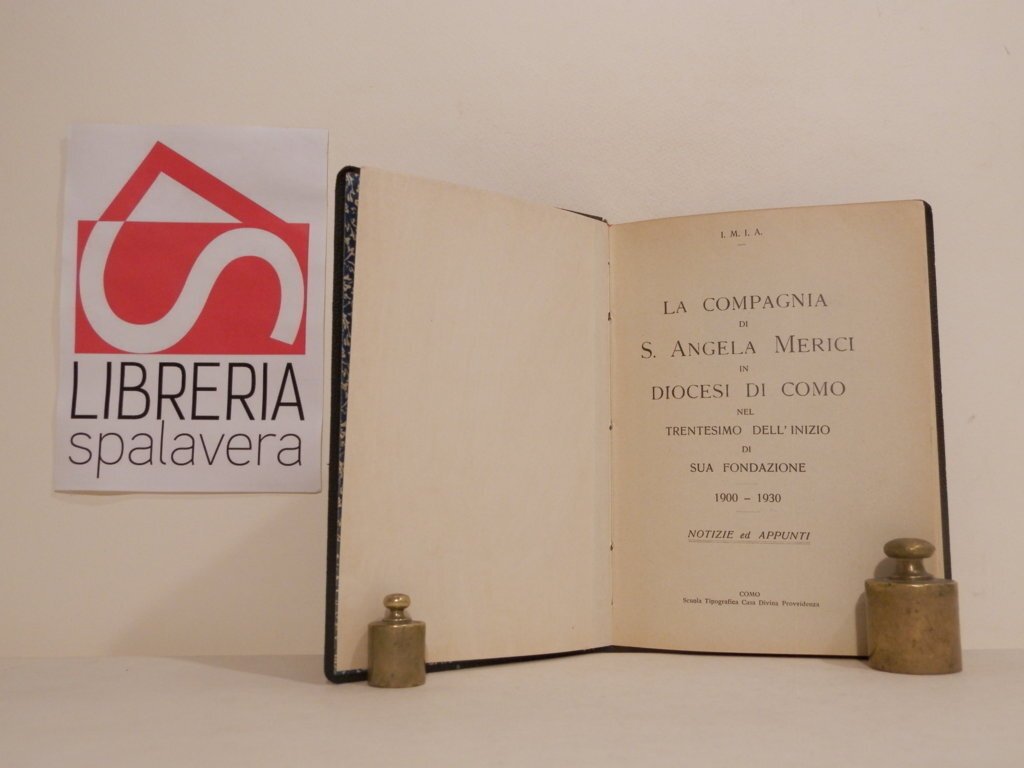 LIBRERIA
spalavera
I. M. I. A.
LA COMPAGNIA
DI
S. ANGELA MERICI
IN
DIOCESI DI COMO
NEL
TRENTESIMO DELL'INIZIO
DI
SUA FONDAZIONE
1900 – 1930
NOTIZIE ed APPUNTI
COMO
Scuola Tipografica Casa Divina Provvidenza